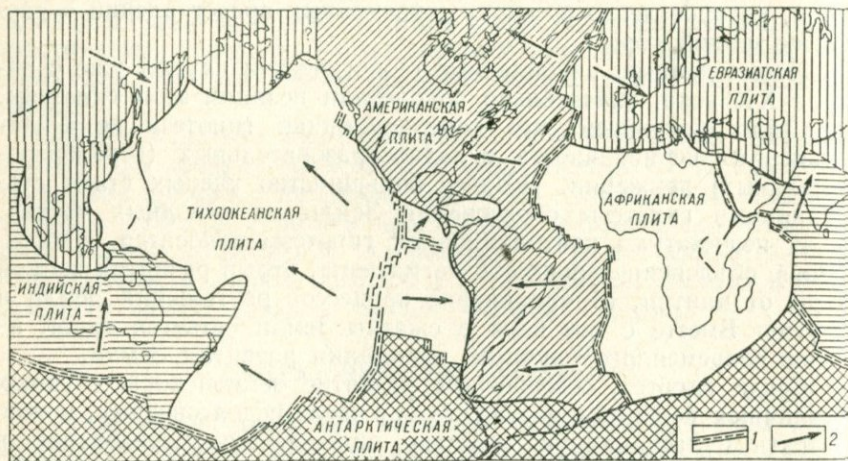 ?
ЕВРАЗИАТСКАЯ
ПЛИТА
АМЕРИКАНСКАЯ
ПЛИТА
ТИХООКЕАНСКАЯ
ПЛИТА
АФРИКАНСКАЯ
ПЛИТА
ИНДИЙСКАЯ
ПЛИТА
АНТАРКТИЧЕСКАЯ
ПЛИТА
1
2